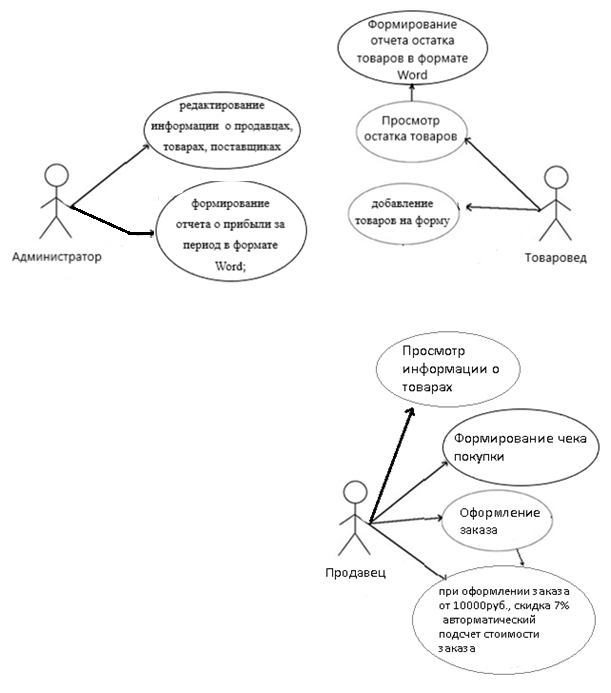 Формирование
отчета остатка
товаров в формате
Word
редактирование
информации о продавцах,
товарах, поставщиках
Просмотр
остатка товаров
формирование
отчета о прибыли за
период в формате
Word;
добавление
товаров на форму
Администратор
Товаровед
Просмотр
информации о
товарах
Формирование чека
покупки
Оформление
заказа
Продавец
при оформлении заказа
от 10000руб., скидка 7%
авторматический
подсчет стоимости
заказа